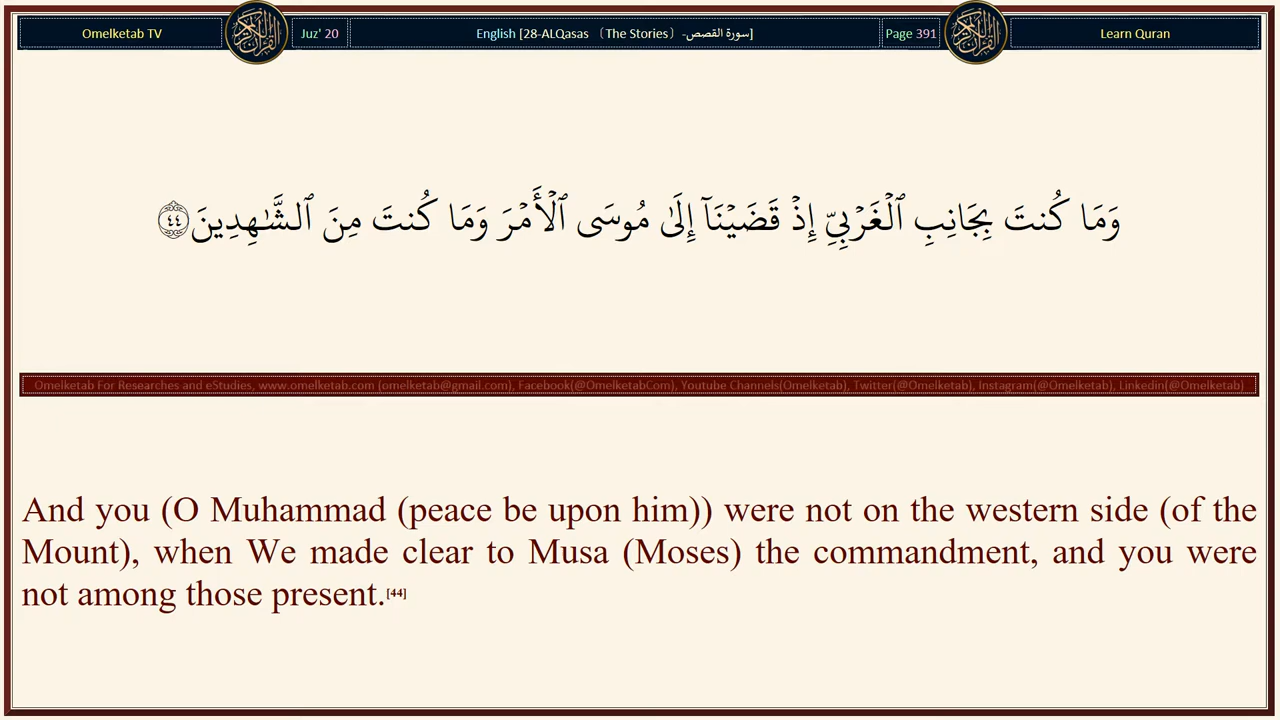 Omelketab TV
Juz' 20
English [28-ALQasas （The Stories） -سورة القصص]
Page 391
Learn Quran
وَمَا كُنتَ بِجَانِبِ ٱلۡغَرۡبِيِّ إِذۡ قَضَيۡنَآ إِلَىٰ مُوسَى ٱلۡأَمۡرَ وَمَا كُنتَ مِنَ ٱلشَّـٰهِدِينَ ٤٤
Omelketab For Researches and eStudies, www.omelketab.com (omelketab@gmail.com), Facebook(@OmelketabCom), Youtube Channels(Omelketab), Twitter(@Omelketab), Instagram(@Omelketab), Linkedin(@Omelketab)
And you (O Muhammad (peace be upon him)) were not on the western side (of the
Mount), when We made clear to Musa (Moses) the commandment, and you were
not among those present.[44]